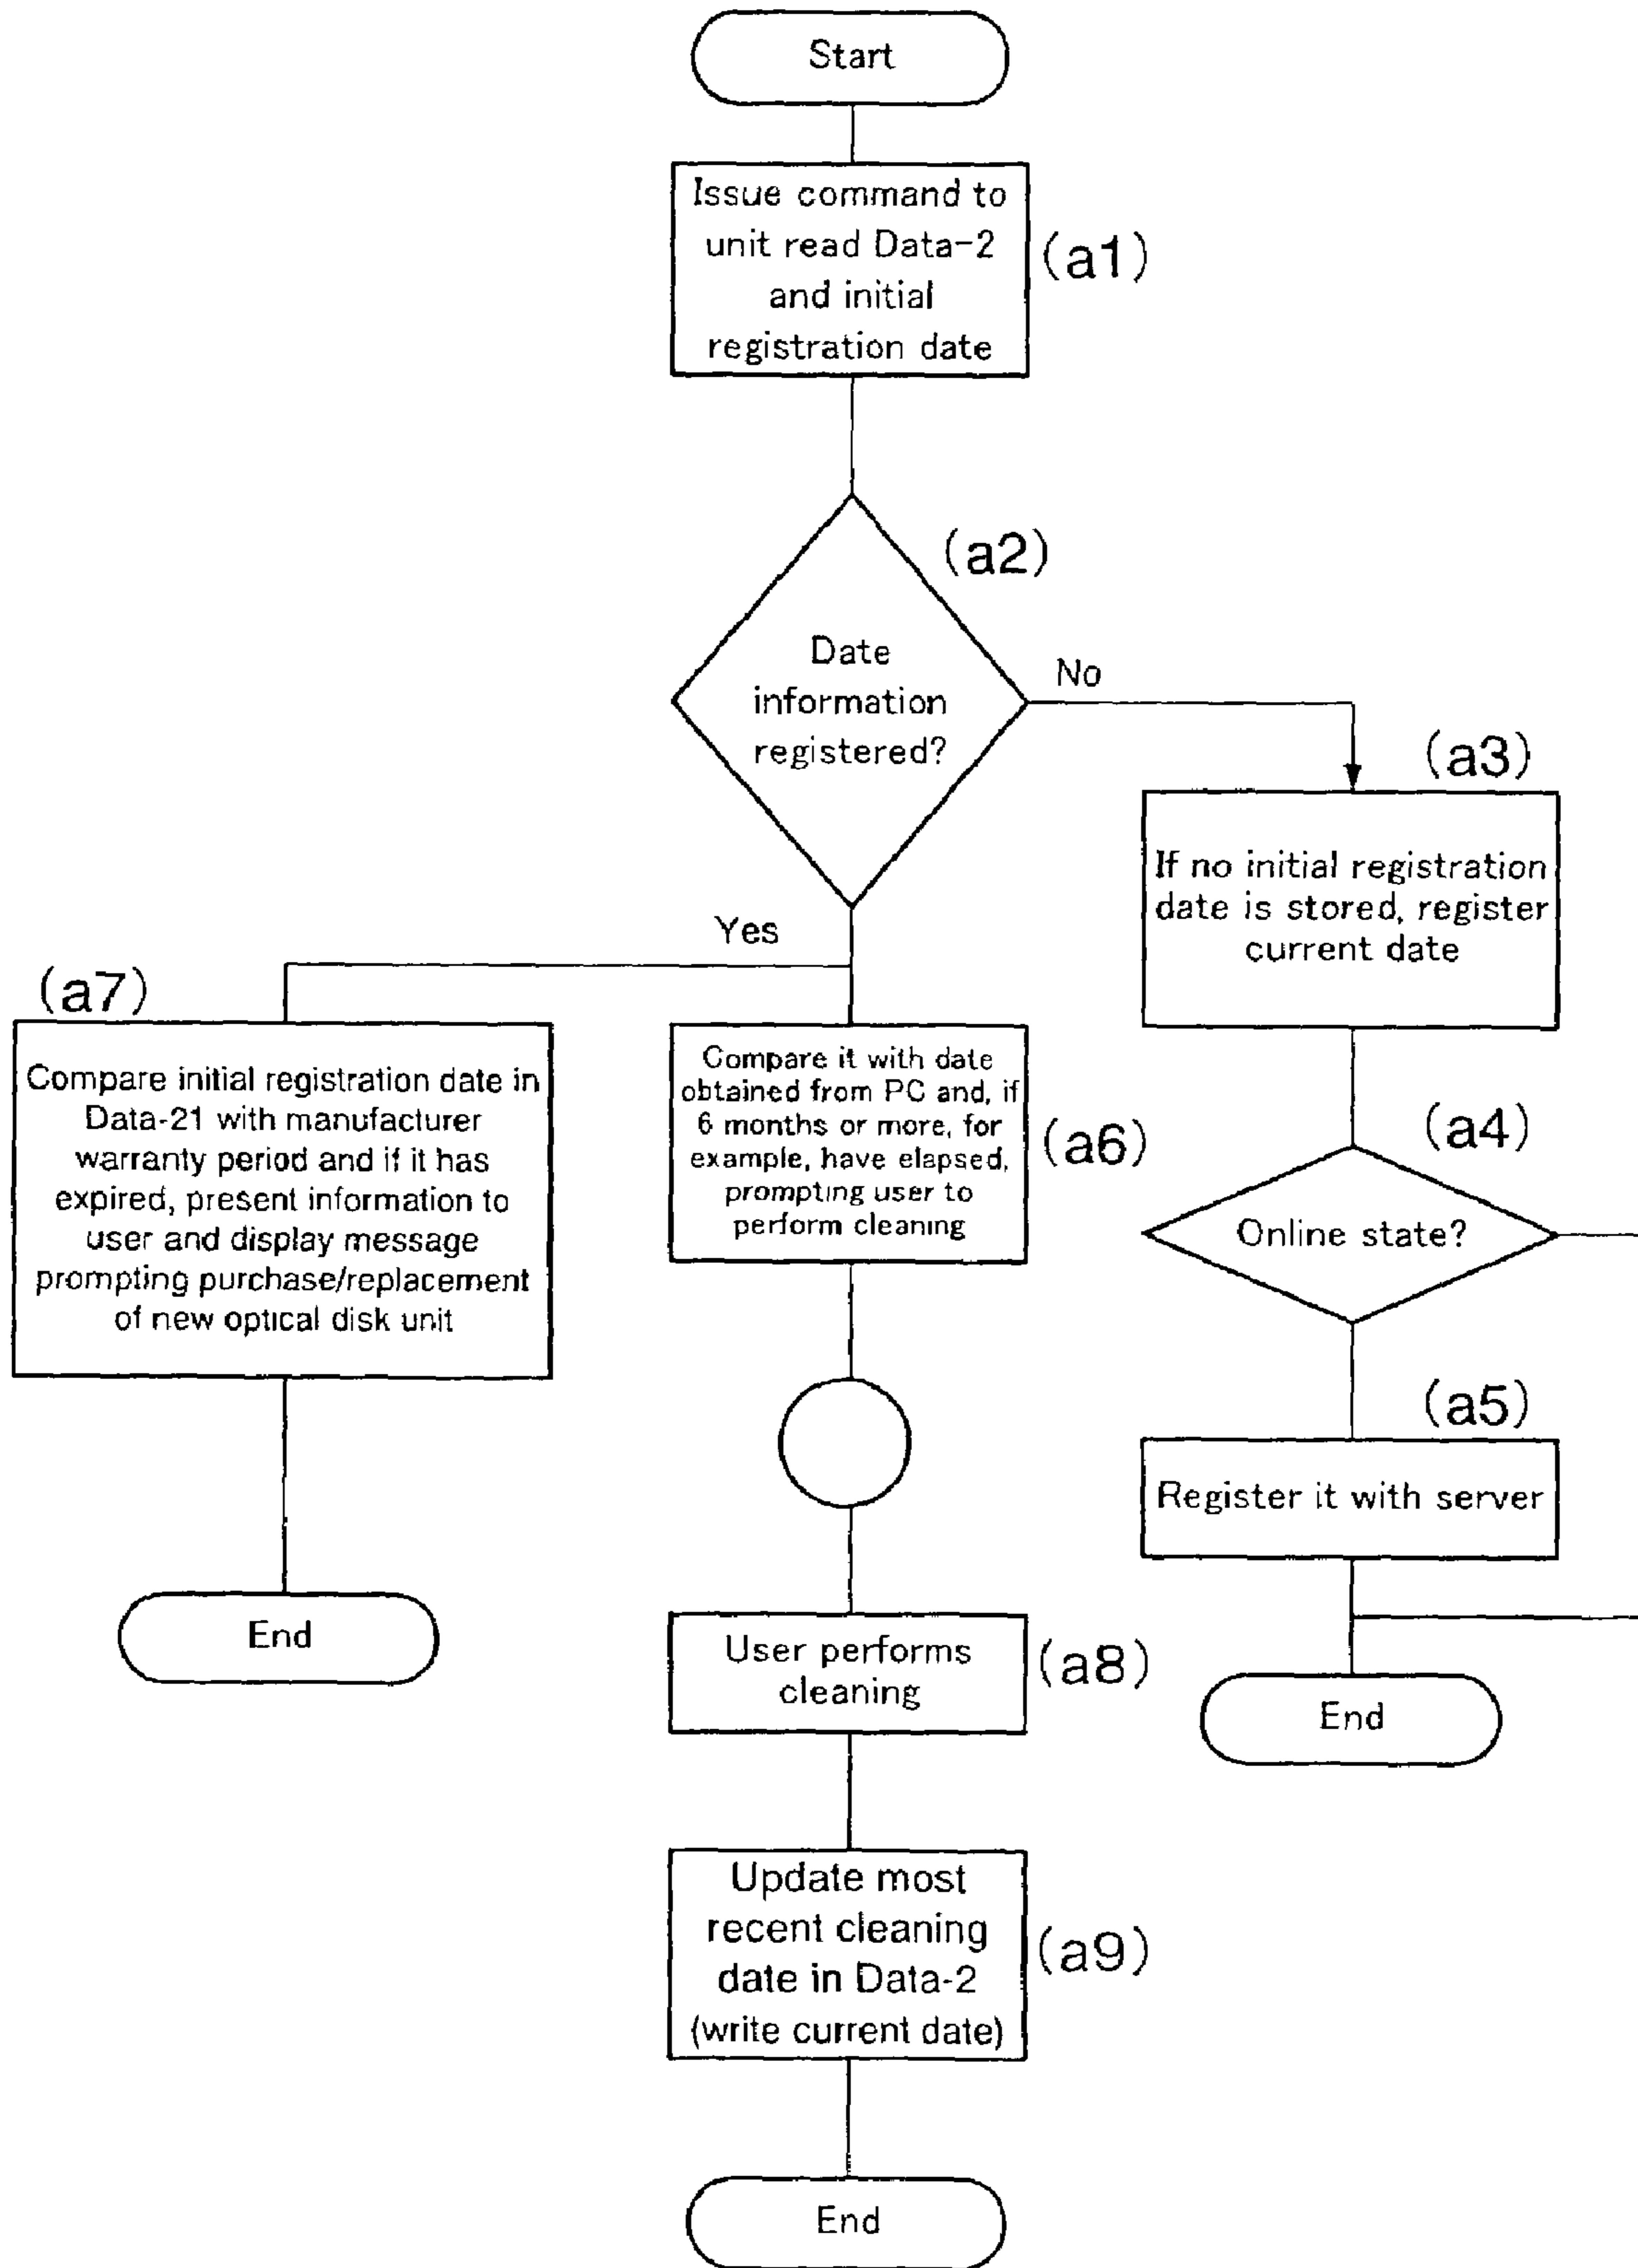 Start
Issue command to
unit read Data-2
and initial
registration date
(a1)
(a2)
Date
information
registered?
No
Yes
(a3)
If no initial registration
date is stored, register
current date
(a4)
Online state?
(a5)
Register it with server
End
(a7)
Compare initial registration date in
Data-21 with manufacturer
warranty period and if it has
expired, present information to
user and display message
prompting purchase/replacement
of new optical disk unit
End
Compare it with date
obtained from PC and, if
6 months or more, for
example, have elapsed,
prompting user to
perform cleaning
(a6)
User performs
cleaning
(a8)
Update most
recent cleaning
date in Data-2
(write current date)
(a9)
End